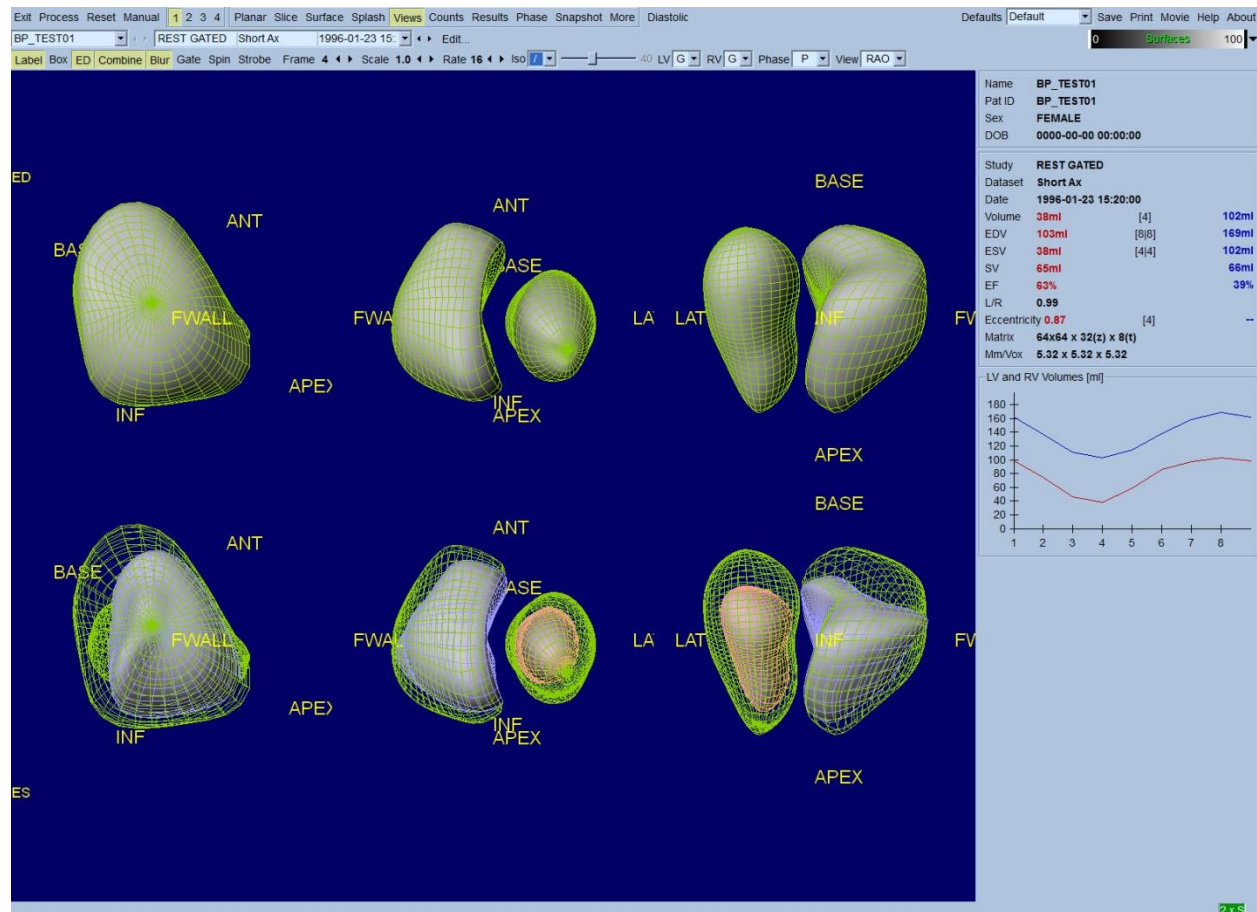 Exit Process Reset Manual 1 2 3 4 Planar Slice Surface Splash Views Counts Results Phase Snapshot More Diastolic Defaults Default Save Print Movie Help About
BP_TEST01 REST GATED Short Ax 1996-01-23 15: Edit... 0 Surfaces 100
Label Box ED Combine Blur Gate Spin Strobe Frame 4 Scale 1.0 Rate 16 Iso / 40 LV G RV G Phase P View RAO
Name BP_TEST01
Pat ID BP_TEST01
Sex FEMALE
DOB 0000-00-00 00:00:00
Study REST GATED
Dataset Short Ax
Date 1996-01-23 15:20:00
Volume 38ml [4] 102ml
EDV 103ml [8|8] 169ml
ESV 38ml [4|4] 102ml
SV 65ml 66ml
EF 63% 39%
L/R 0.99
Eccentricity 0.87 [4] --
Matrix 64x64 x 32(z) x 8(t)
Mm/Vox 5.32 x 5.32 x 5.32
LV and RV Volumes [ml]
180
160
140
120
100
80
60
40
20
0
1 2 3 4 5 6 7 8
ED
BASE
ANT ANT
BAS BASE
FWALL FWA LA LAT INF FW
APEX
INF INF
APEX
APEX
BASE
ANT ANT
BASE ASE
FWALL FWAL LA LAT INF FW
APEX
INF INF
APEX
APEX
ES
2 x S